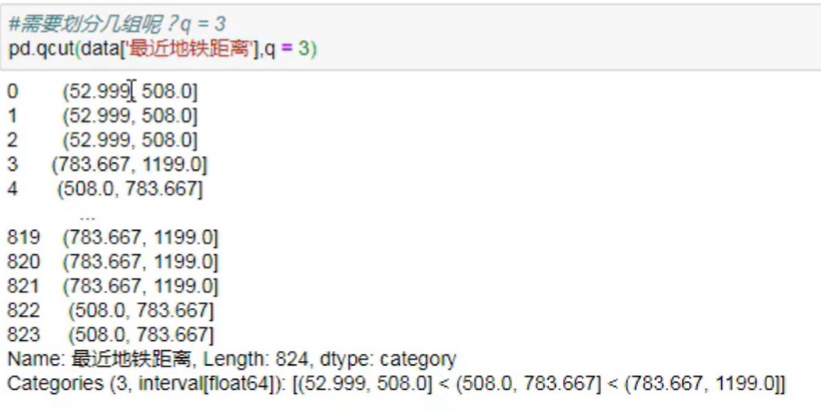 #需要划分几组呢？q = 3
pd.qcut(data['最近地铁距离'],q = 3)
0 (52.999, 508.0]
1 (52.999, 508.0]
2 (52.999, 508.0]
3 (783.667, 1199.0]
4 (508.0, 783.667]
...
819 (783.667, 1199.0]
820 (783.667, 1199.0]
821 (783.667, 1199.0]
822 (508.0, 783.667]
823 (508.0, 783.667]
Name: 最近地铁距离, Length: 824, dtype: category
Categories (3, interval[float64]): [(52.999, 508.0] < (508.0, 783.667] < (783.667, 1199.0]]